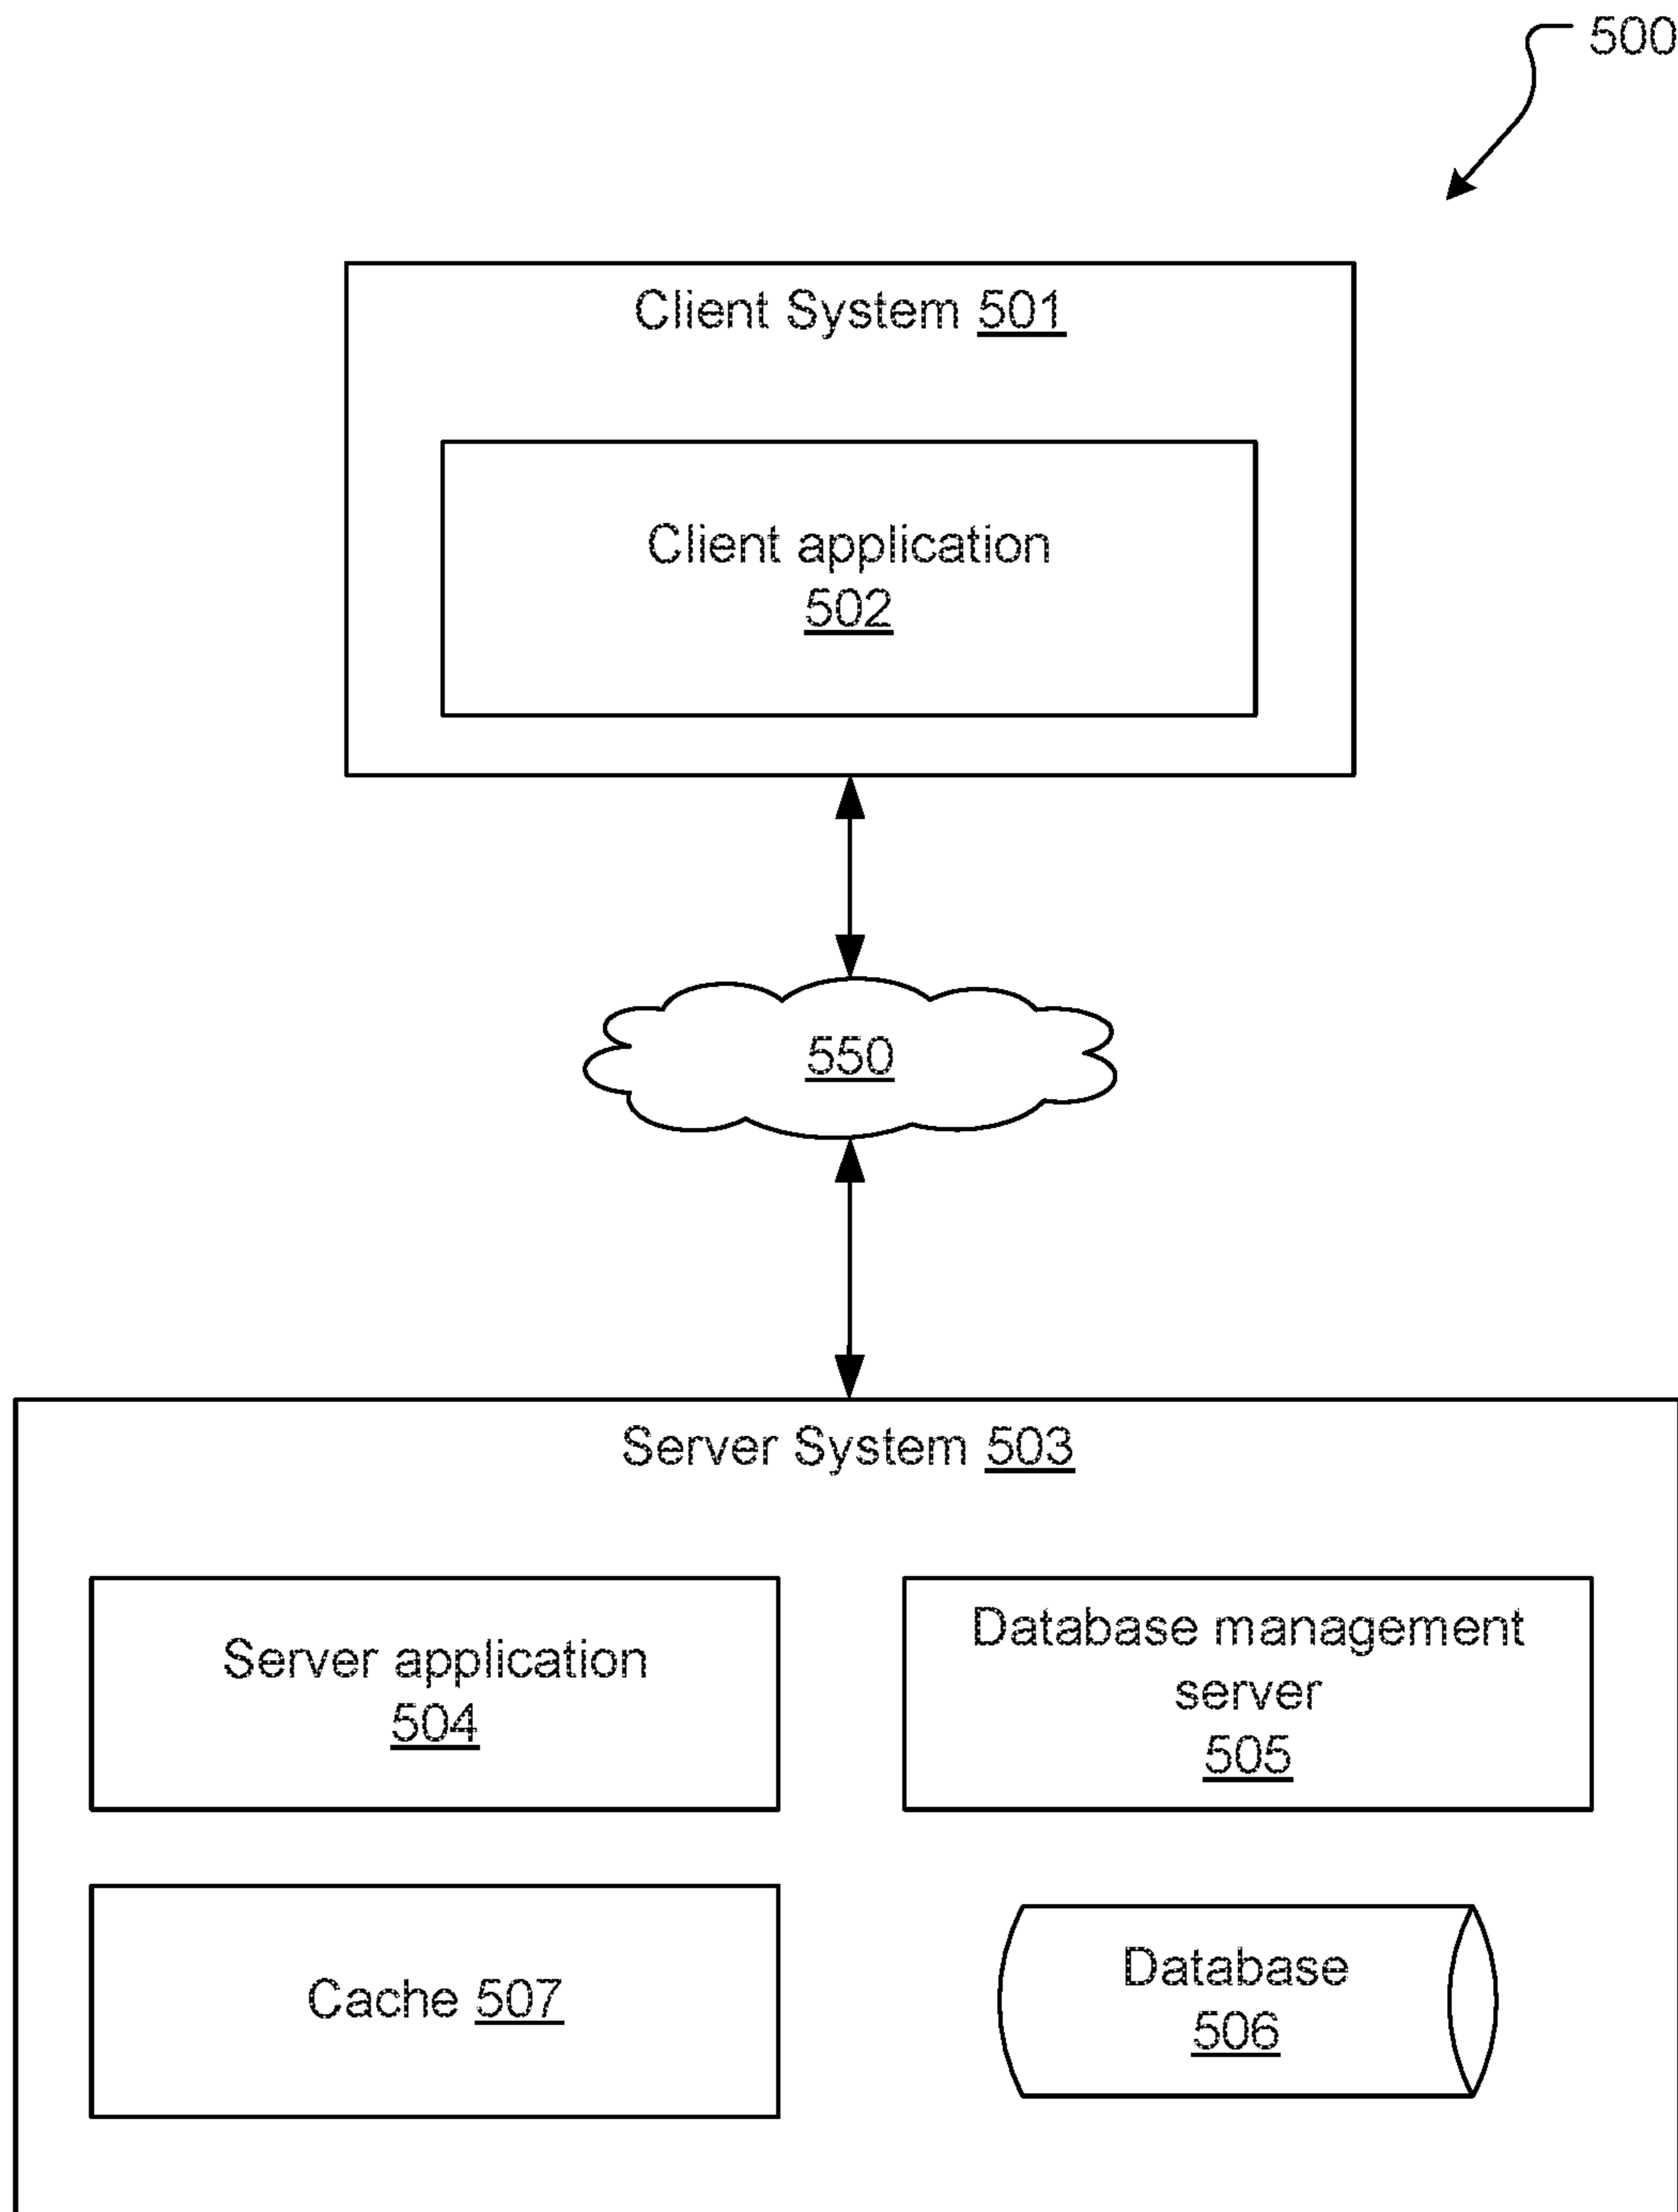 500
Client System 501
Client application
502
550
Server System 503
Server application
504
Database management
server
505
Cache 507
Database
506